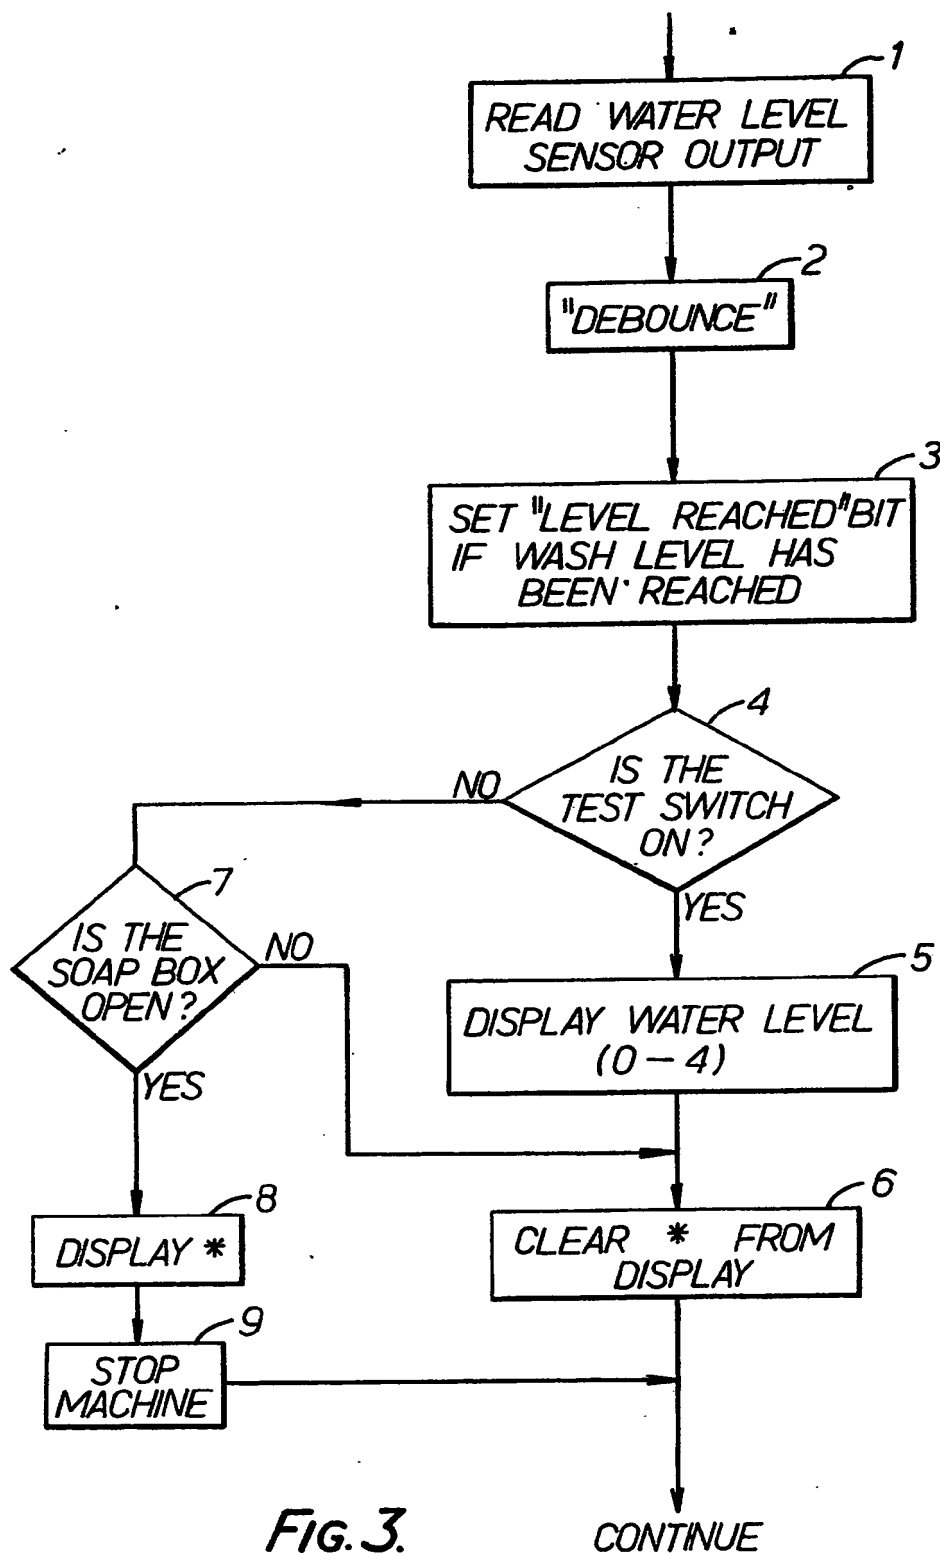 1
READ WATER LEVEL
SENSOR OUTPUT
2
"DEBOUNCE"
3
SET "LEVEL REACHED" BIT
IF WASH LEVEL HAS
BEEN REACHED
4
IS THE
TEST SWITCH
ON?
NO
YES
7
IS THE
SOAP BOX
OPEN?
NO
YES
5
DISPLAY WATER LEVEL
(0-4)
8
DISPLAY *
6
CLEAR * FROM
DISPLAY
9
STOP
MACHINE
FIG. 3.
CONTINUE